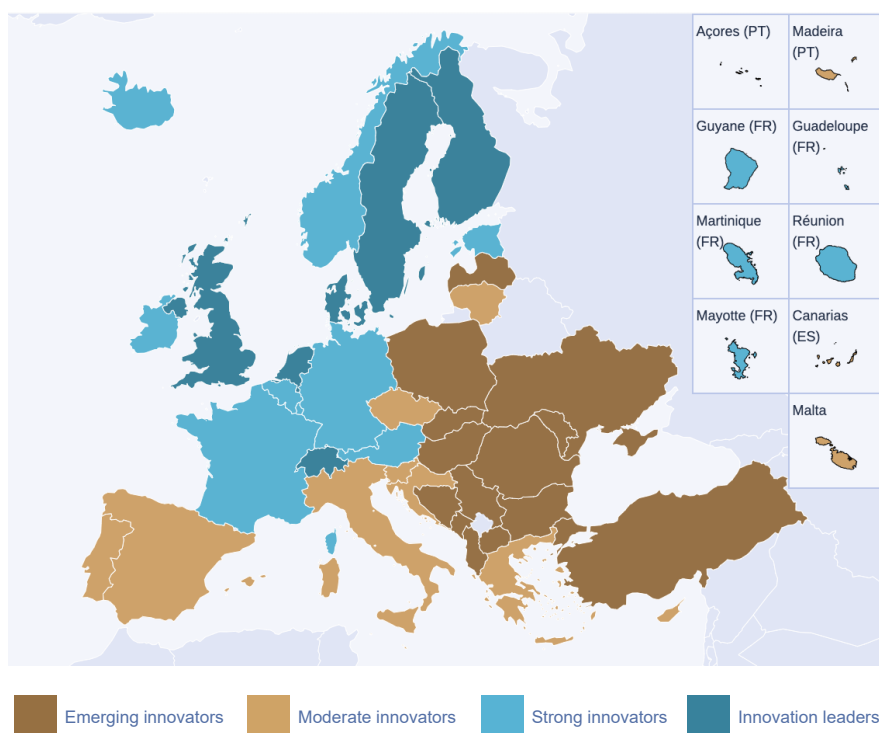 Açores (PT)
Madeira
(PT)
Guyane (FR)
Guadeloupe
(FR)
Martinique
(FR)
Réunion
(FR)
Mayotte (FR)
Canarias
(ES)
Malta
Emerging innovators
Moderate innovators
Strong innovators
Innovation leaders